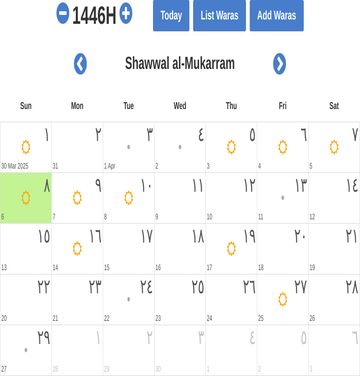 1446H
Today List Waras Add Waras
Shawwal al-Mukarram
Sun Mon Tue Wed Thu Fri Sat
١ ٢ ٣ ٤ ٥ ٦ ٧
30 Mar 2025 31 1 Apr 2 3 4 5
٨ ٩ ١٠ ١١ ١٢ ١٣ ١٤
6 7 8 9 10 11 12
١٥ ١٦ ١٧ ١٨ ١٩ ٢٠ ٢١
13 14 15 16 17 18 19
٢٢ ٢٣ ٢٤ ٢٥ ٢٦ ٢٧ ٢٨
20 21 22 23 24 25 26
٢٩ ١ ٢ ٣ ٤ ٥ ٦
27 28 29 30 1 2 3